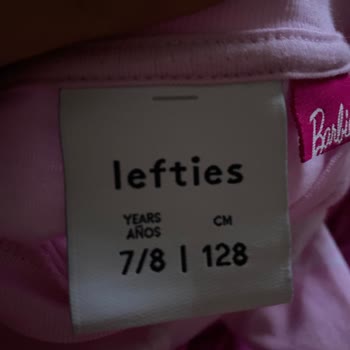 lefties
YEARS CM
AÑOS
7/8 | 128
Barbi